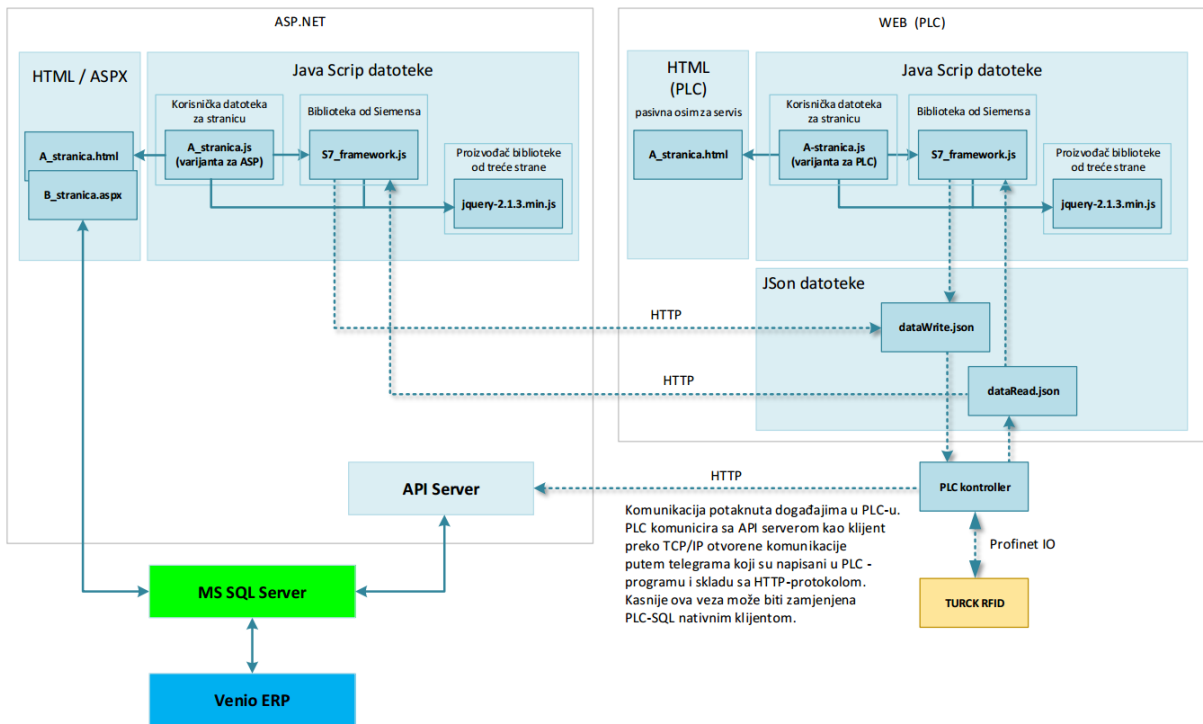 ASP.NET
HTML / ASPX
Java Scrip datoteke
Korisnička datoteka
za stranicu
Biblioteka od Siemensa
A_stranica.html
A_stranica.js
(varijanta za ASP)
S7_framework.js
B_stranica.aspx
Proizvođač biblioteke
od treće strane
jquery-2.1.3.min.js
WEB (PLC)
HTML
(PLC)
pasivna osim za servis
Java Scrip datoteke
Korisnička datoteka
za stranicu
Biblioteka od Siemensa
A_stranica.html
A-stranica.js
(varijanta za PLC)
S7_framework.js
Proizvođač biblioteke
od treće strane
jquery-2.1.3.min.js
JSon datoteke
HTTP
dataWrite.json
HTTP
dataRead.json
API Server
HTTP
PLC kontroller
Komunikacija potaknuta događajima u PLC-u.
PLC komunicira sa API serverom kao klijent
preko TCP/IP otvorene komunikacije
putem telegrama koji su napisani u PLC -
programu i skladu sa HTTP-protokolom.
Kasnije ova veza može biti zamjenjena
PLC-SQL nativnim klijentom.
Profinet IO
TURCK RFID
MS SQL Server
Venio ERP